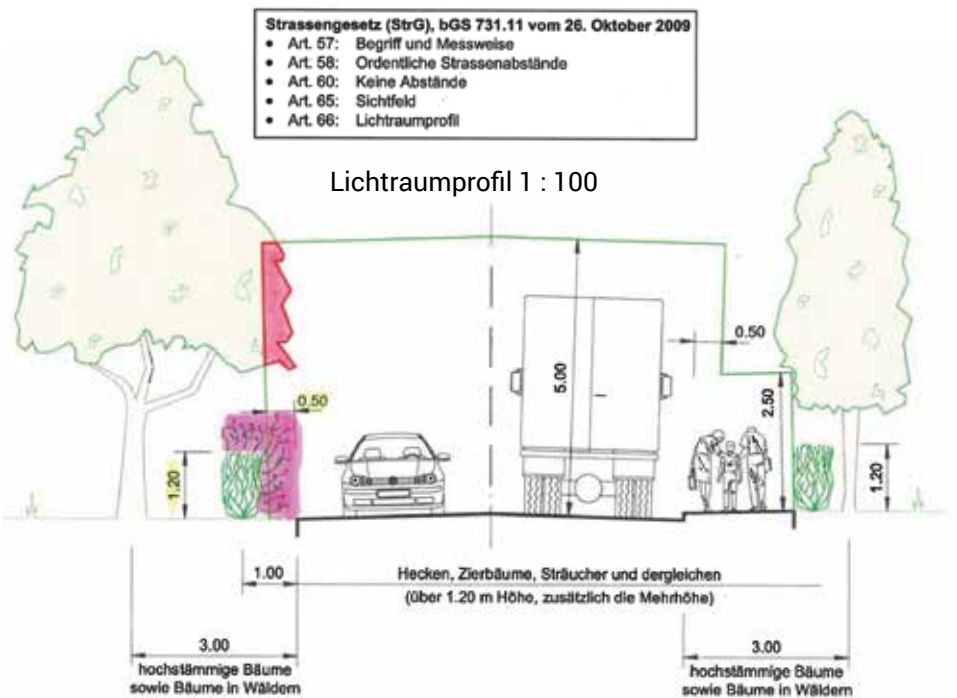 Strassengesetz (StrG), bGS 731.11 vom 26. Oktober 2009
• Art. 57: Begriff und Messweise
• Art. 58: Ordentliche Strassenabstände
• Art. 60: Keine Abstände
• Art. 65: Sichtfeld
• Art. 66: Lichtraumprofil
Lichtraumprofil 1 : 100
0.50
5.00
2.50
0.50
1.20
1.20
1.00
Hecken, Zierbäume, Sträucher und dergleichen
(über 1.20 m Höhe, zusätzlich die Mehrhöhe)
3.00
hochstämmige Bäume
sowie Bäume in Wäldern
3.00
hochstämmige Bäume
sowie Bäume in Wäldern